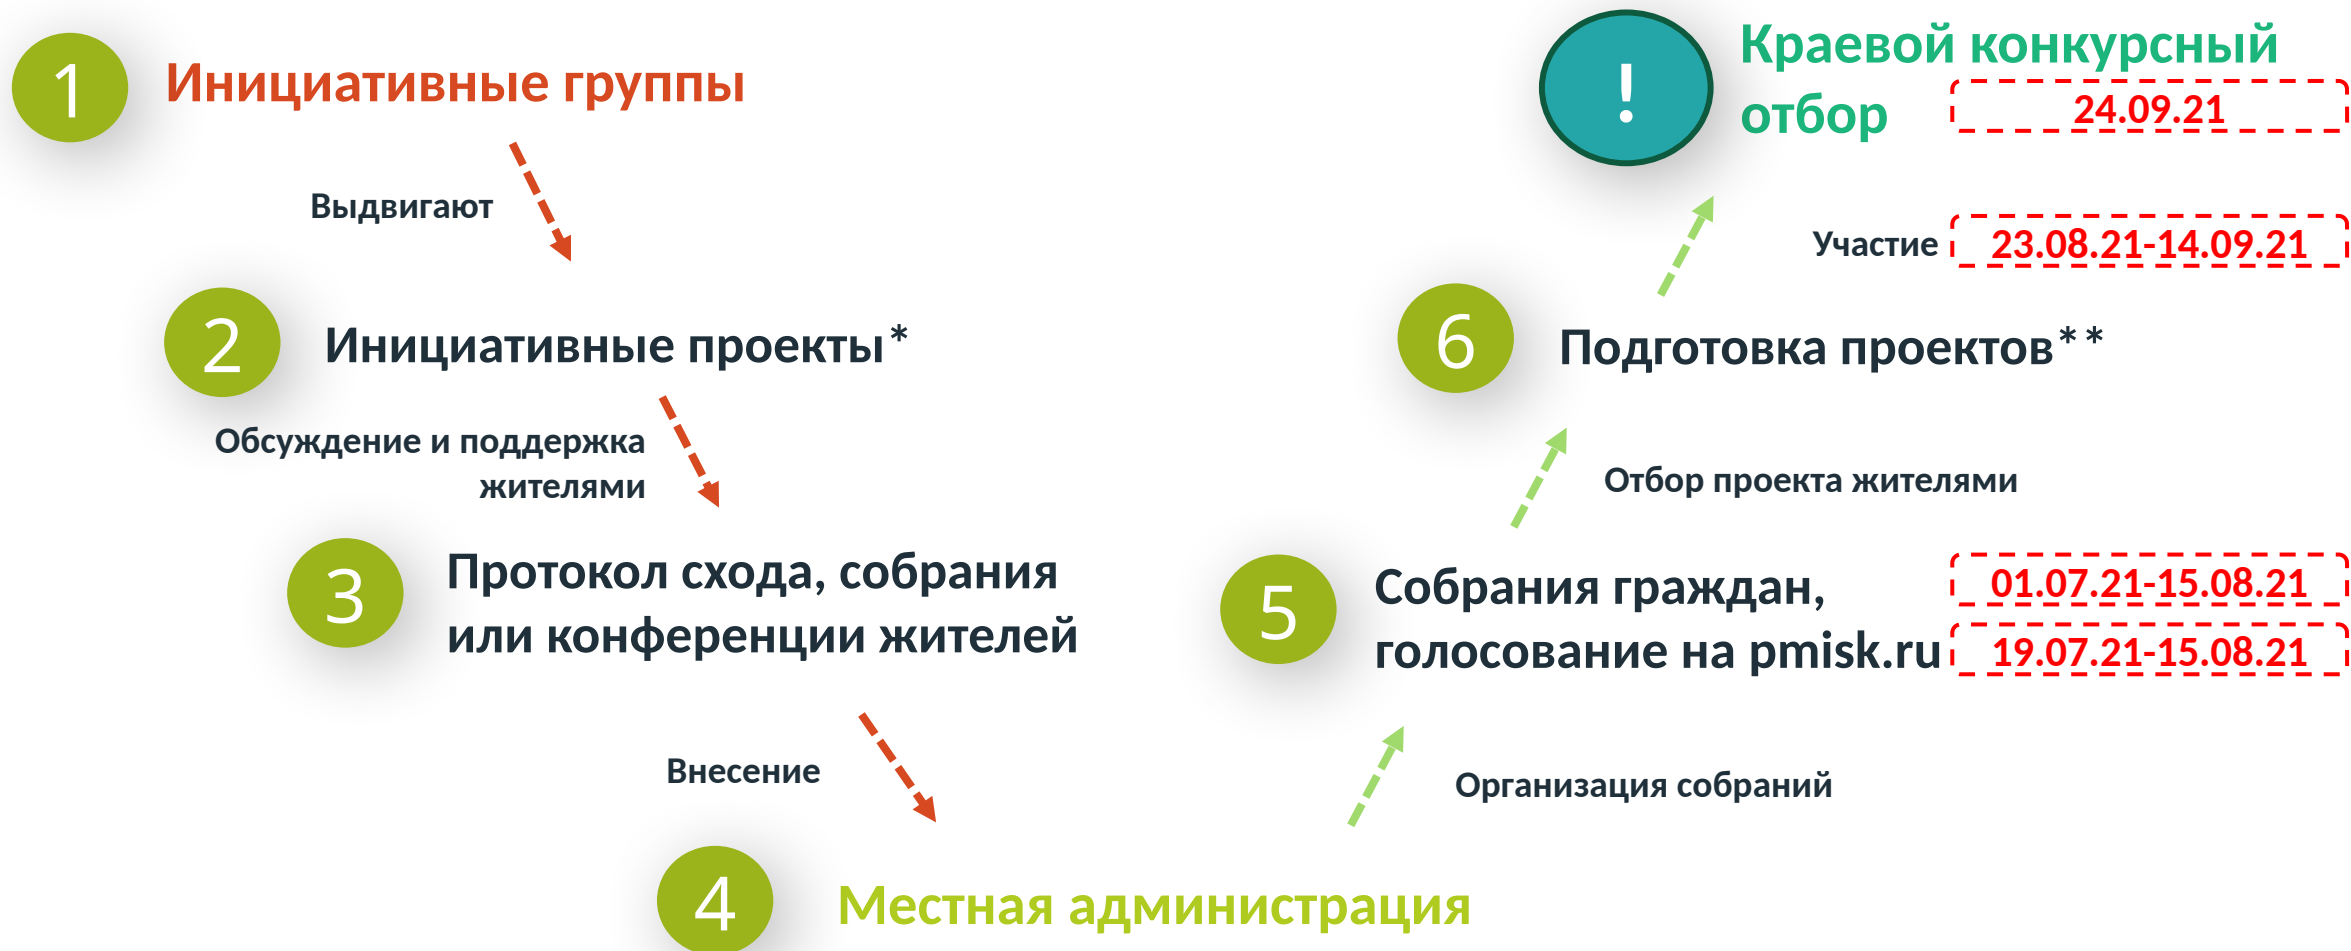 1
Инициативные группы
Выдвигают
2
Инициативные проекты*
Обсуждение и поддержка
жителями
3
Протокол схода, собрания
или конференции жителей
Внесение
4
Местная администрация
Организация собраний
5
Собрания граждан,
01.07.21-15.08.21
голосование на pmisk.ru
19.07.21-15.08.21
Отбор проекта жителями
6
Подготовка проектов**
Участие
23.08.21-14.09.21
!
Краевой конкурсный
отбор
24.09.21